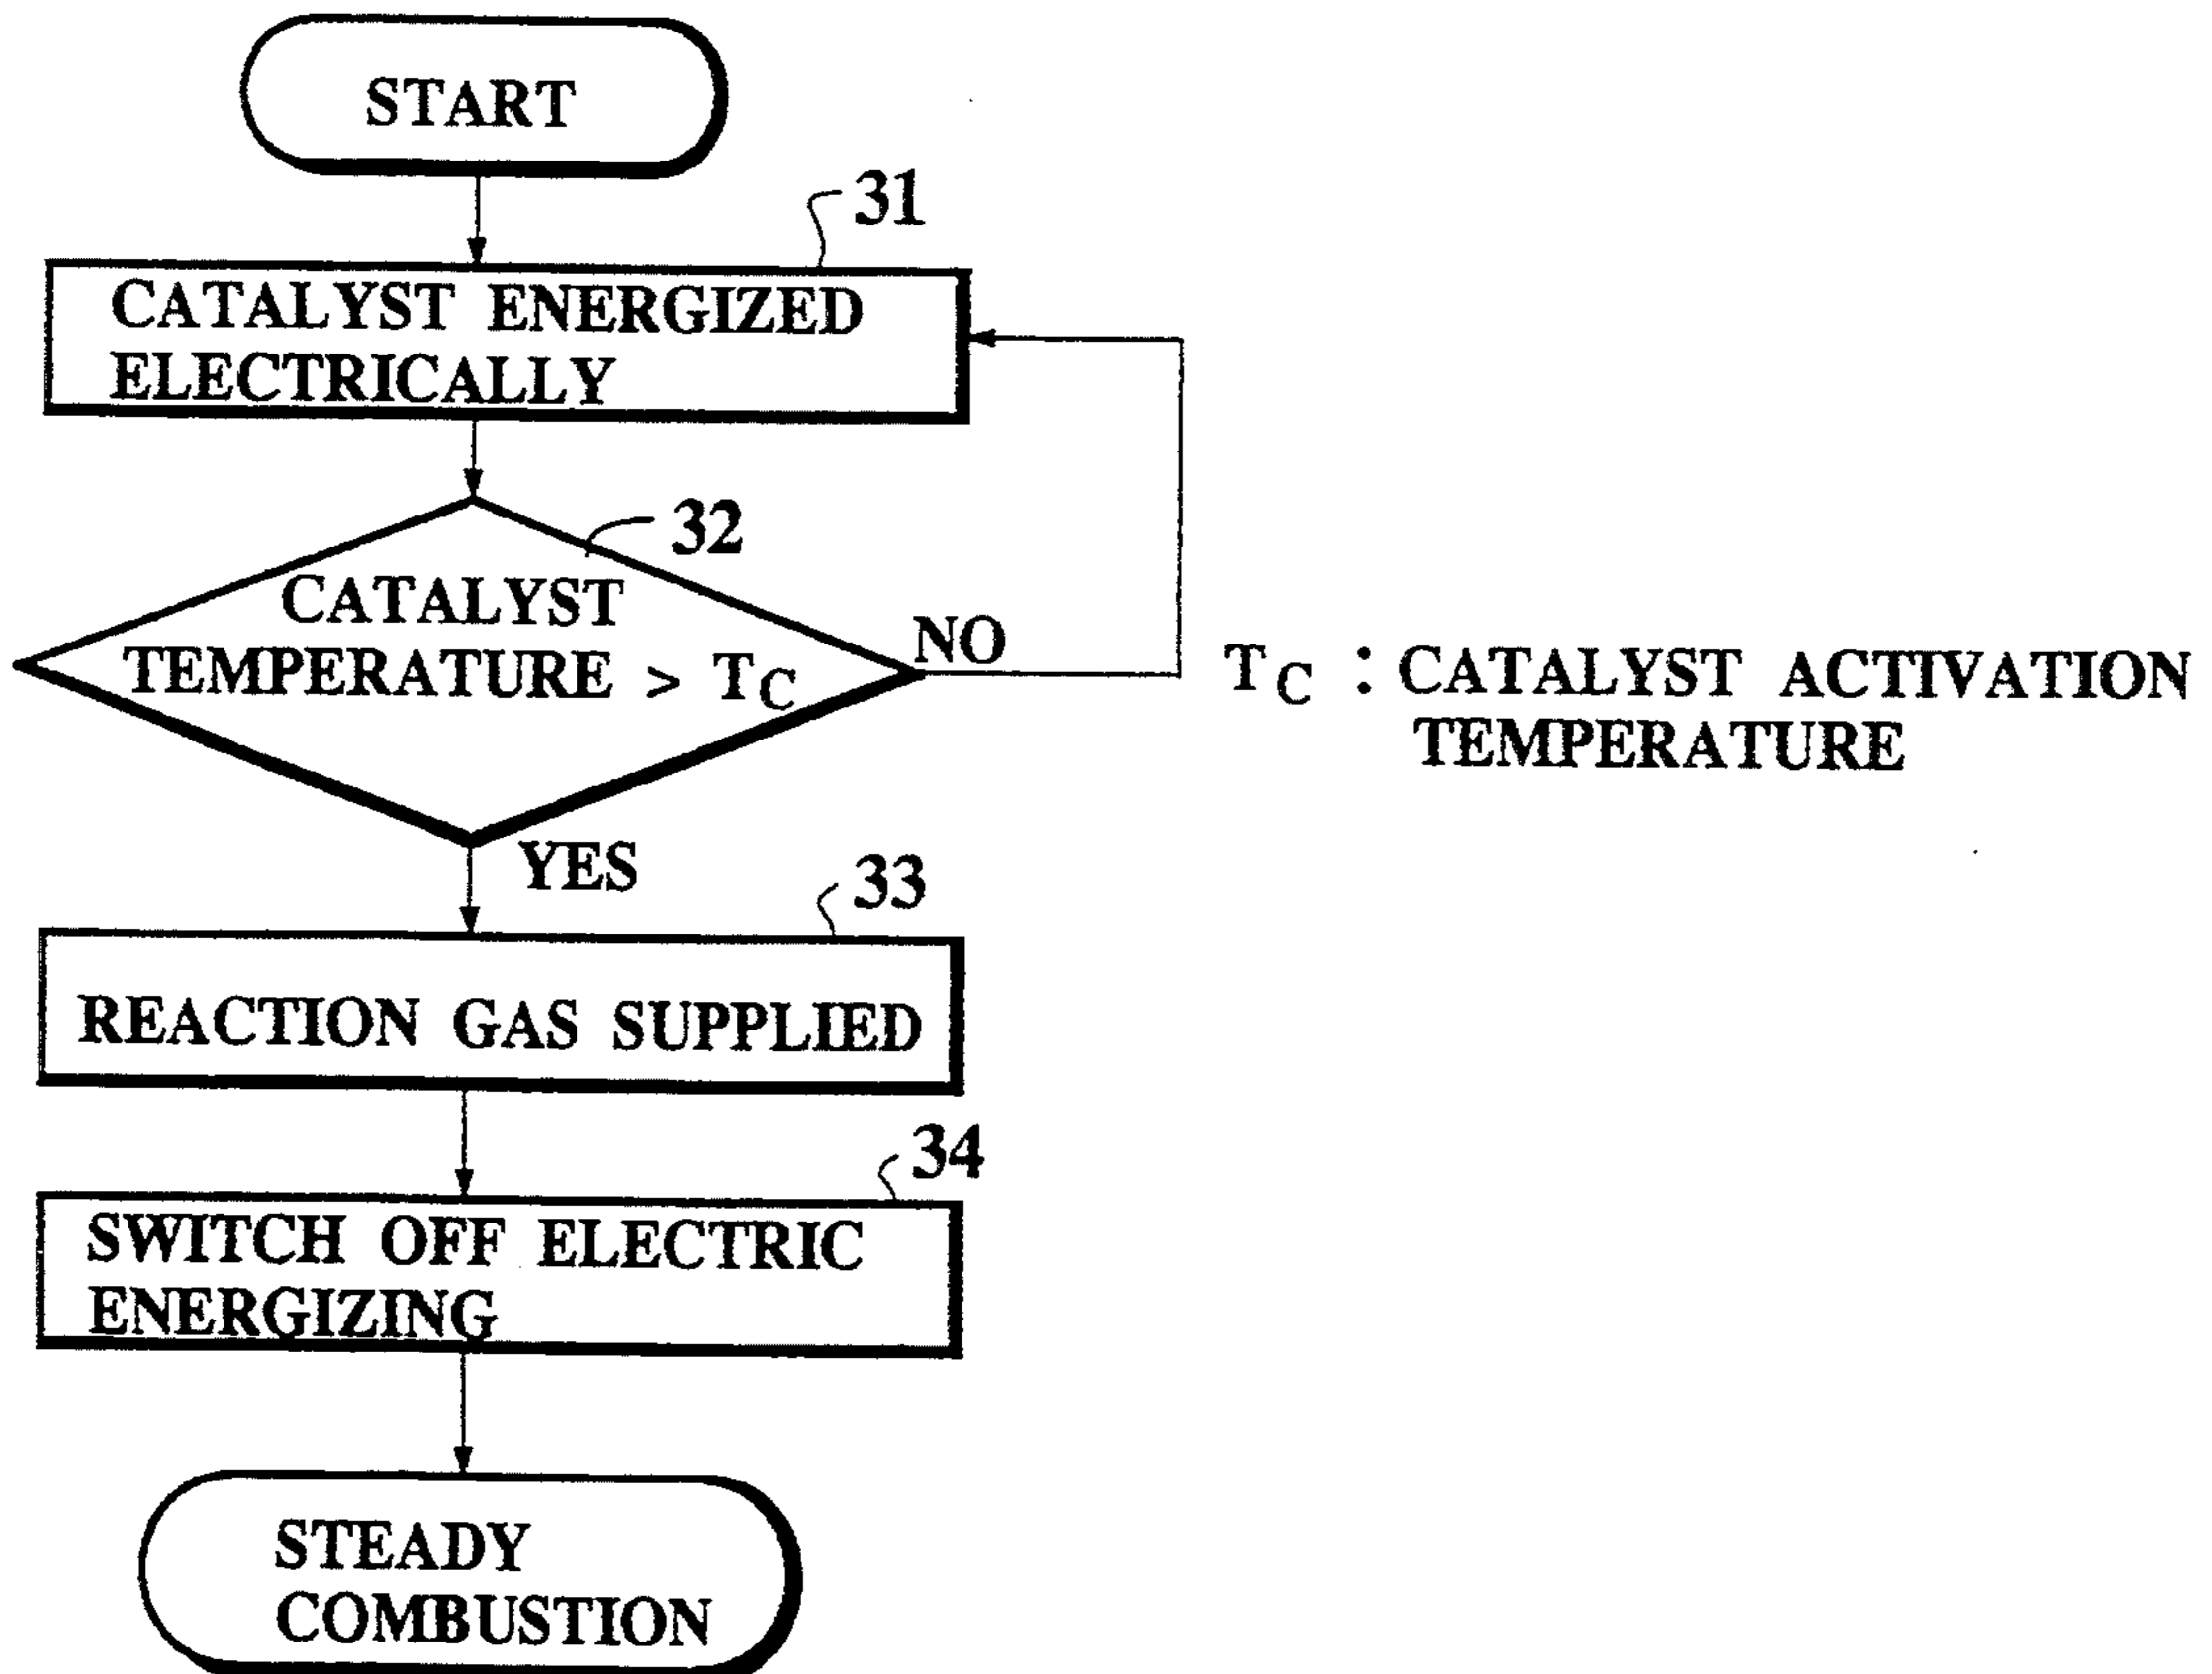 START
31
CATALYST ENERGIZED
ELECTRICALLY
32
CATALYST
TEMPERATURE > TC
NO
TC : CATALYST ACTIVATION
TEMPERATURE
YES
33
REACTION GAS SUPPLIED
34
SWITCH OFF ELECTRIC
ENERGIZING
STEADY
COMBUSTION